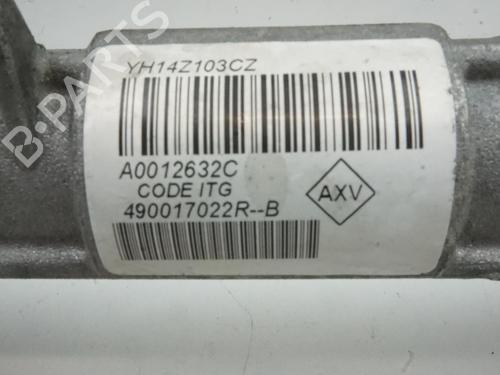 YH14Z103CZ
A0012632C
CODE ITG
AXV
490017022R--B
B-PARTS